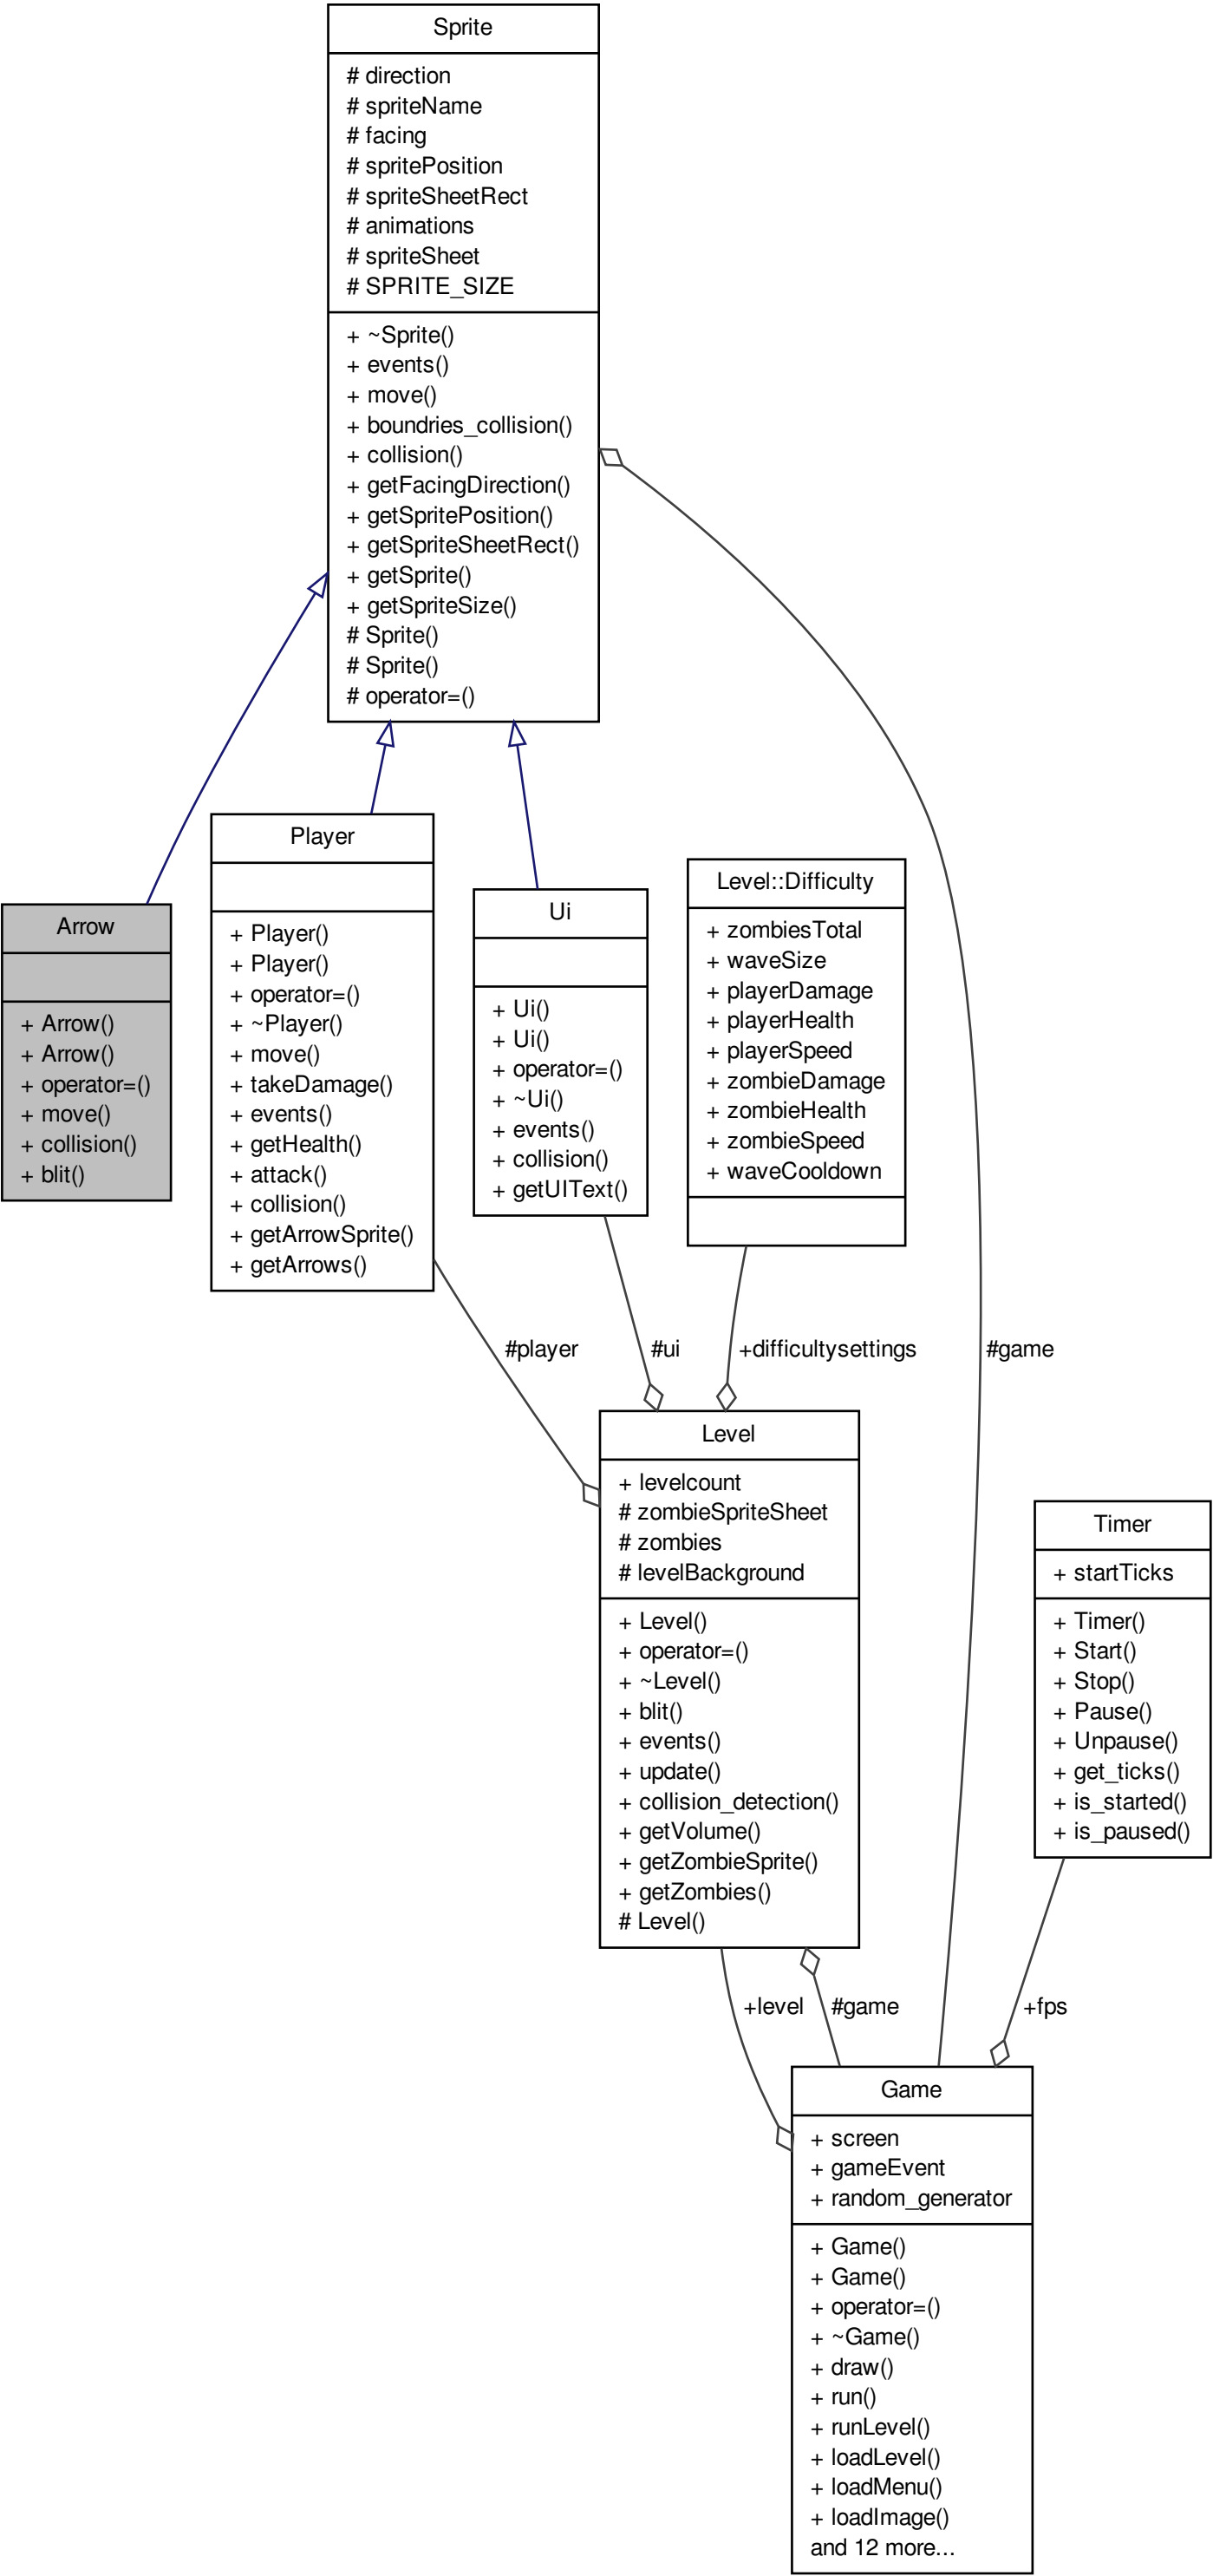 Sprite
# direction
# spriteName
# facing
# spritePosition
# spriteSheetRect
# animations
# spriteSheet
# SPRITE_SIZE
+ ~Sprite()
+ events()
+ move()
+ boundries_collision()
+ collision()
+ getFacingDirection()
+ getSpritePosition()
+ getSpriteSheetRect()
+ getSprite()
+ getSpriteSize()
# Sprite()
# Sprite()
# operator=()
Arrow
+ Arrow()
+ Arrow()
+ operator=()
+ move()
+ collision()
+ blit()
Player
+ Player()
+ Player()
+ operator=()
+ ~Player()
+ move()
+ takeDamage()
+ events()
+ getHealth()
+ attack()
+ collision()
+ getArrowSprite()
+ getArrows()
Ui
+ Ui()
+ Ui()
+ operator=()
+ ~Ui()
+ events()
+ collision()
+ getUIText()
Level::Difficulty
+ zombiesTotal
+ waveSize
+ playerDamage
+ playerHealth
+ playerSpeed
+ zombieDamage
+ zombieHealth
+ zombieSpeed
+ waveCooldown
#player
#ui
+difficultysettings
#game
Level
+ levelcount
# zombieSpriteSheet
# zombies
# levelBackground
+ Level()
+ operator=()
+ ~Level()
+ blit()
+ events()
+ update()
+ collision_detection()
+ getVolume()
+ getZombieSprite()
+ getZombies()
# Level()
Timer
+ startTicks
+ Timer()
+ Start()
+ Stop()
+ Pause()
+ Unpause()
+ get_ticks()
+ is_started()
+ is_paused()
+level
#game
+fps
Game
+ screen
+ gameEvent
+ random_generator
+ Game()
+ Game()
+ operator=()
+ ~Game()
+ draw()
+ run()
+ runLevel()
+ loadLevel()
+ loadMenu()
+ loadImage()
and 12 more...